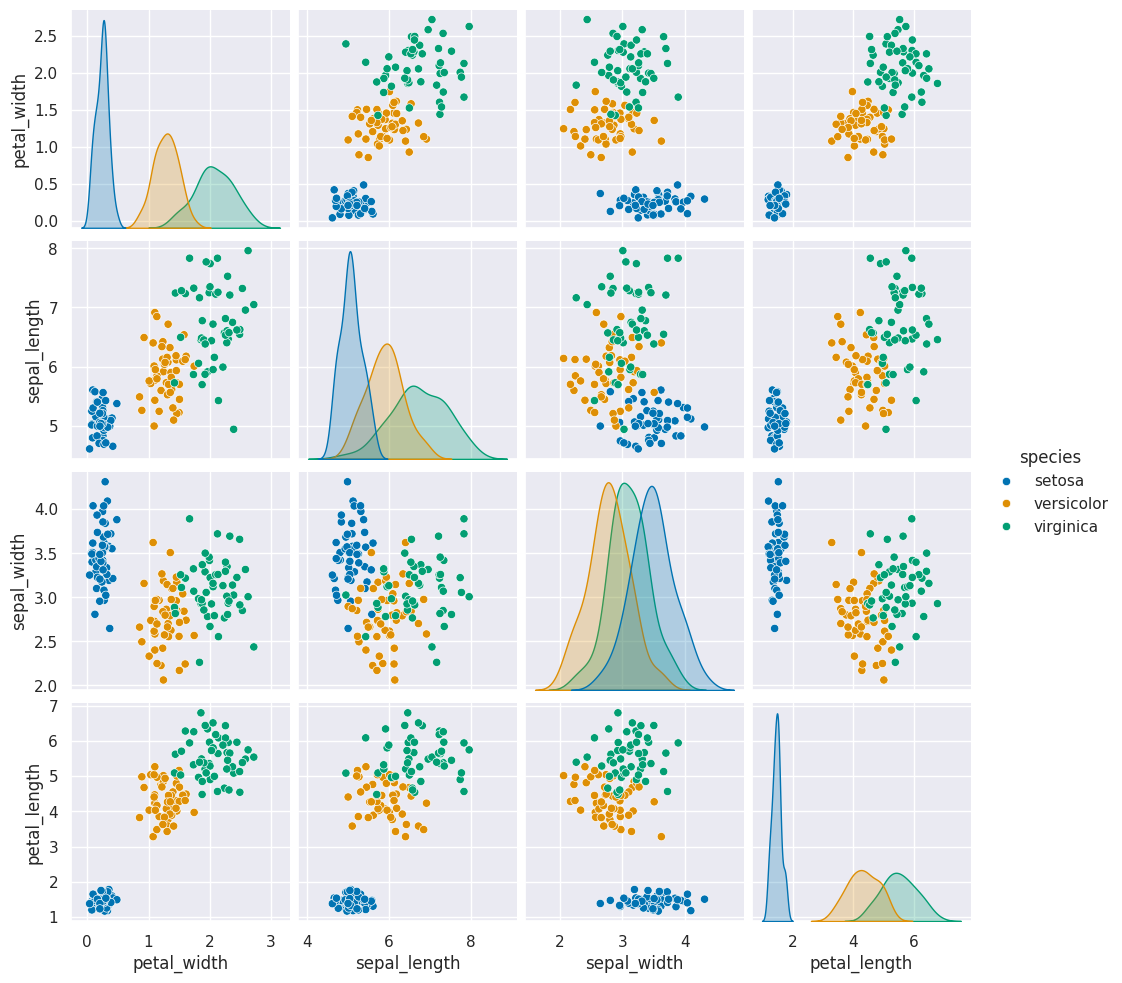 petal_width
2.5
2.0
1.5
1.0
0.5
0.0
sepal_length
8
7
6
5
species
setosa
versicolor
virginica
sepal_width
4.0
3.5
3.0
2.5
2.0
petal_length
7
6
5
4
3
2
1
0 1 2 3
4 6 8
2 3 4
2 4 6
petal_width
sepal_length
sepal_width
petal_length